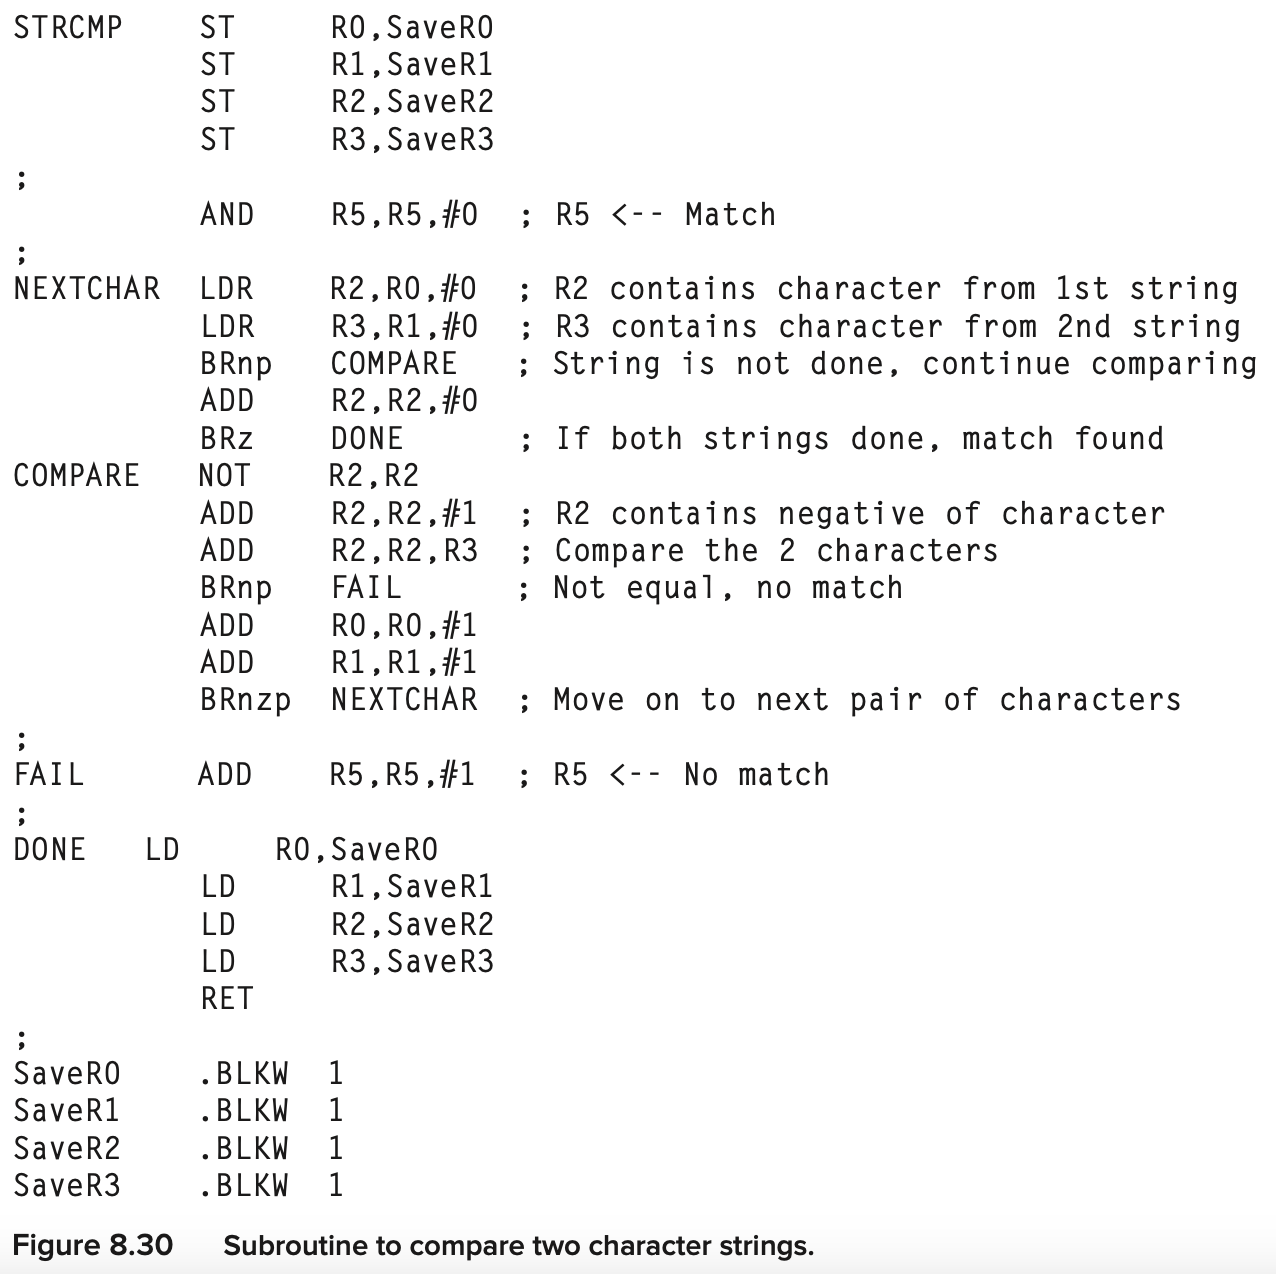 STRCMP ST R0,SaveR0
ST R1,SaveR1
ST R2,SaveR2
ST R3,SaveR3
;
AND R5,R5,#0 ; R5 <-- Match
;
NEXTCHAR LDR R2,R0,#0 ; R2 contains character from 1st string
LDR R3,R1,#0 ; R3 contains character from 2nd string
BRnp COMPARE ; String is not done, continue comparing
ADD R2,R2,#0
BRz DONE ; If both strings done, match found
COMPARE NOT R2,R2
ADD R2,R2,#1 ; R2 contains negative of character
ADD R2,R2,R3 ; Compare the 2 characters
BRnp FAIL ; Not equal, no match
ADD R0,R0,#1
ADD R1,R1,#1
BRnzp NEXTCHAR ; Move on to next pair of characters
;
FAIL ADD R5,R5,#1 ; R5 <-- No match
;
DONE LD R0,SaveR0
LD R1,SaveR1
LD R2,SaveR2
LD R3,SaveR3
RET
;
SaveR0 .BLKW 1
SaveR1 .BLKW 1
SaveR2 .BLKW 1
SaveR3 .BLKW 1
Figure 8.30 Subroutine to compare two character strings.